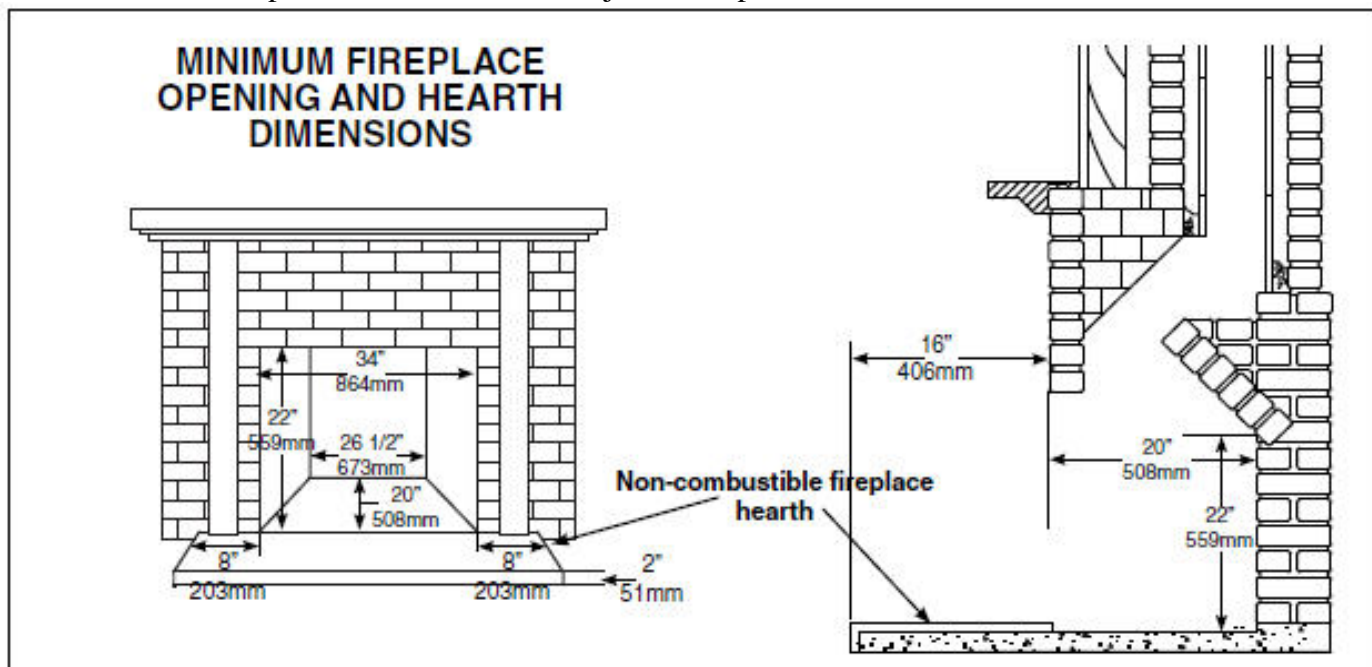 MINIMUM FIREPLACE
OPENING AND HEARTH
DIMENSIONS
34”
864mm
22”
559mm
26 1/2”
673mm
20”
508mm
8”
203mm
8”
203mm
2”
51mm
Non-combustible fireplace
hearth
16”
406mm
20”
508mm
22”
559mm